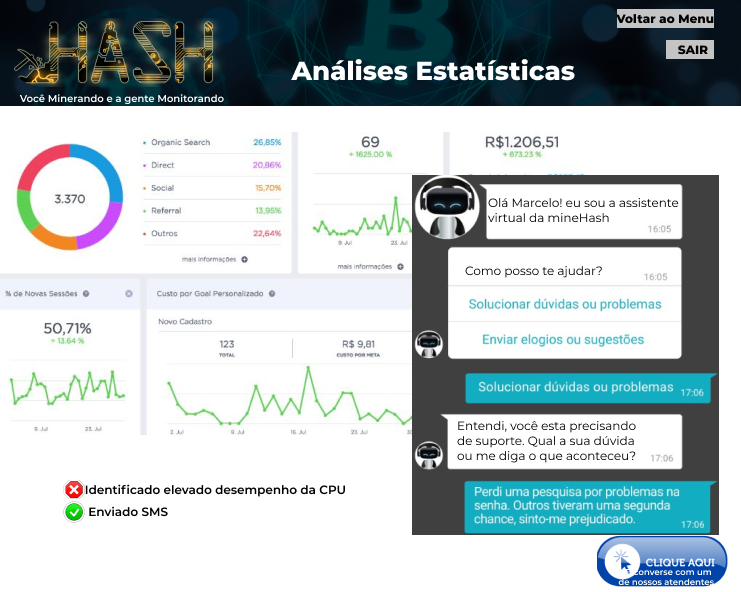 HASH
Você Minerando e a gente Monitorando
Análises Estatísticas
Voltar ao Menu
SAIR
3.370
Organic Search 26,85%
Direct 20,86%
Social 15,70%
Referral 13,95%
Outros 22,64%
mais informações
69
+ 1625.00 %
9. Jul 23. Jul
mais informações
R$1.206,51
+ 673.23 %
% de Novas Sessões
50,71%
+ 13.64 %
9. Jul 23. Jul
Custo por Goal Personalizado
Novo Cadastro
123
TOTAL
R$ 9,81
CUSTO POR META
2. Jul 9. Jul 16. Jul 23. Jul 30
Olá Marcelo! eu sou a assistente
virtual da mineHash
16:05
Como posso te ajudar?
16:05
Solucionar dúvidas ou problemas
Enviar elogios ou sugestões
Solucionar dúvidas ou problemas 17:06
Entendi, você esta precisando
de suporte. Qual a sua dúvida
ou me diga o que aconteceu? 17:06
Perdi uma pesquisa por problemas na
senha. Outros tiveram uma segunda
chance, sinto-me prejudicado. 17:06
Identificado elevado desempenho da CPU
Enviado SMS
CLIQUE AQUI
converse com um
de nossos atendentes